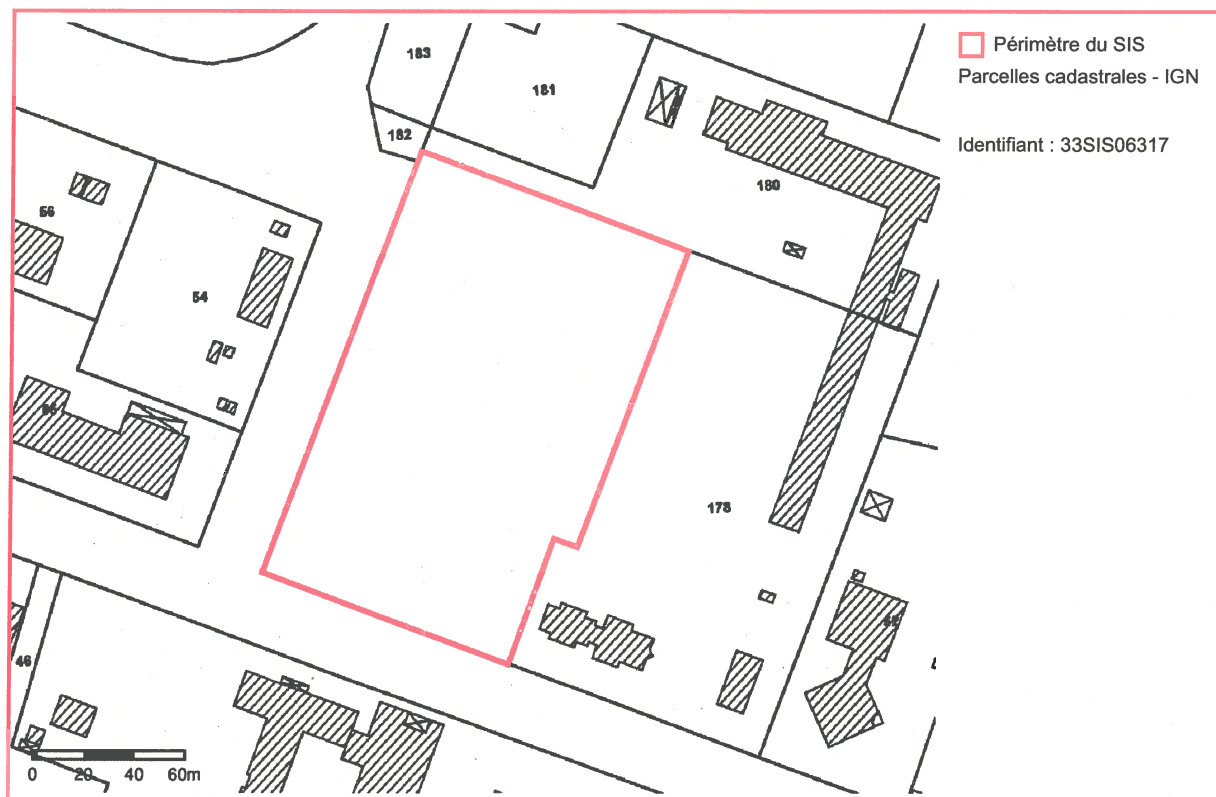 Périmètre du SIS
Parcelles cadastrales - IGN
Identifiant : 33SIS06317
183
181
182
180
56
54
178
46
0 20 40 60m